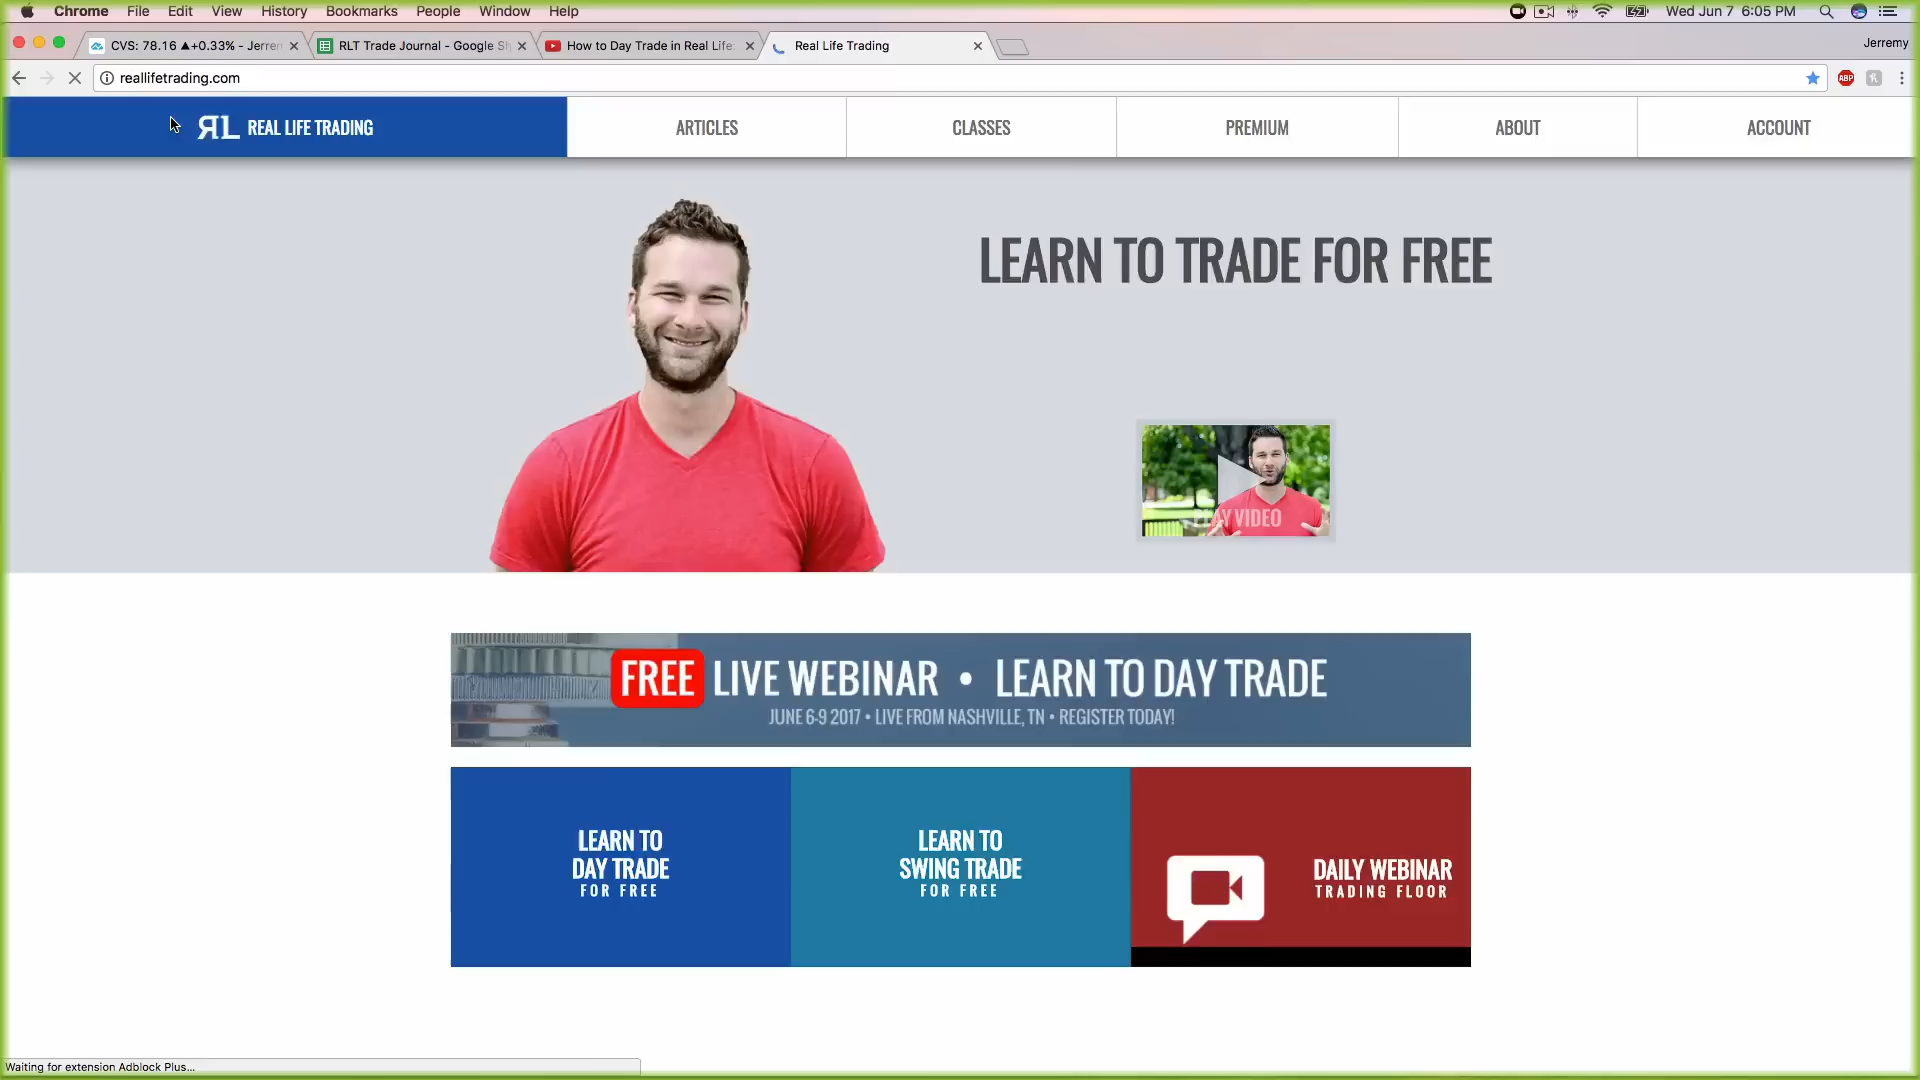 Chrome File Edit View History Bookmarks People Window Help Wed Jun 7 6:05 PM
CVS: 78.16 ▲+0.33% - Jerrem RLT Trade Journal - Google Sh How to Day Trade in Real Life: Real Life Trading Jerremy
reallifetrading.com ABP
RL REAL LIFE TRADING ARTICLES CLASSES PREMIUM ABOUT ACCOUNT
LEARN TO TRADE FOR FREE
PLAY VIDEO
FREE LIVE WEBINAR • LEARN TO DAY TRADE
JUNE 6-9 2017 • LIVE FROM NASHVILLE, TN • REGISTER TODAY!
LEARN TO
DAY TRADE
FOR FREE
LEARN TO
SWING TRADE
FOR FREE
DAILY WEBINAR
TRADING FLOOR
Waiting for extension Adblock Plus...